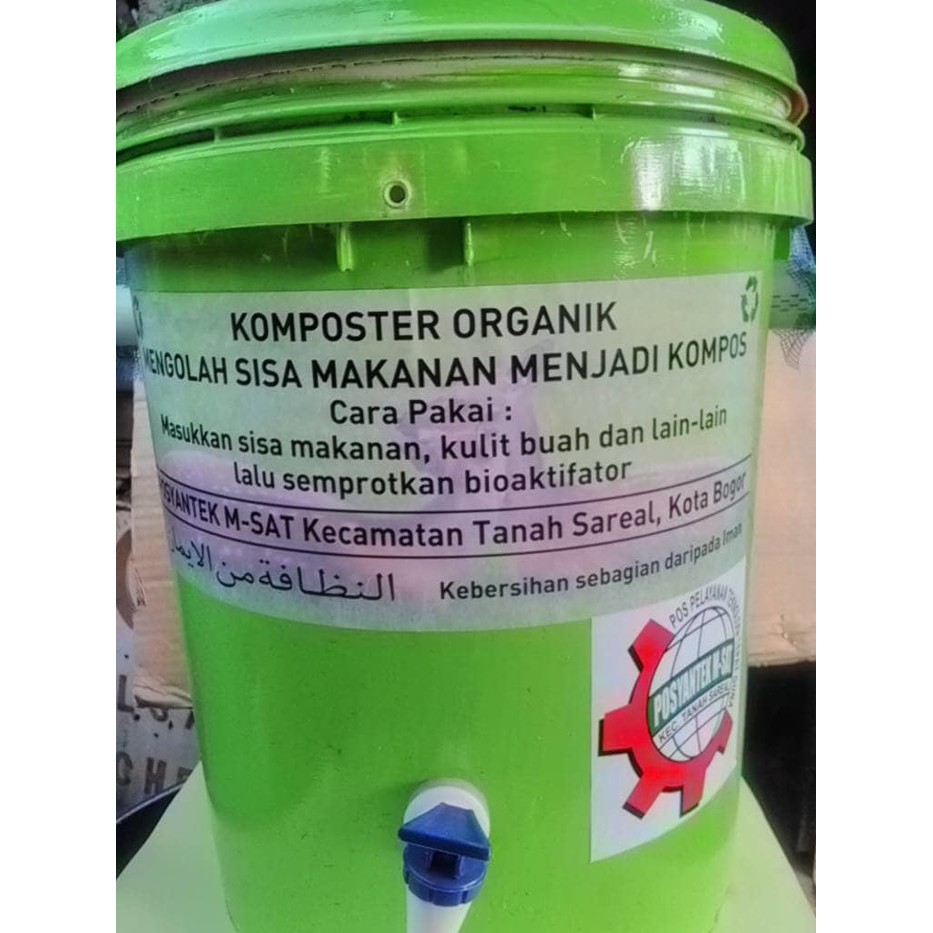 KOMPOSTER ORGANIK
MENGOLAH SISA MAKANAN MENJADI KOMPOS
Cara Pakai :
Masukkan sisa makanan, kulit buah dan lain-lain
lalu semprotkan bioaktifator
POSYANTEK M-SAT Kecamatan Tanah Sareal, Kota Bogor
النظافة من الايمان
Kebersihan sebagian daripada Iman
POS PELAYANAN
POSYANTEK M-SAT
KEC. TANAH SAREAL